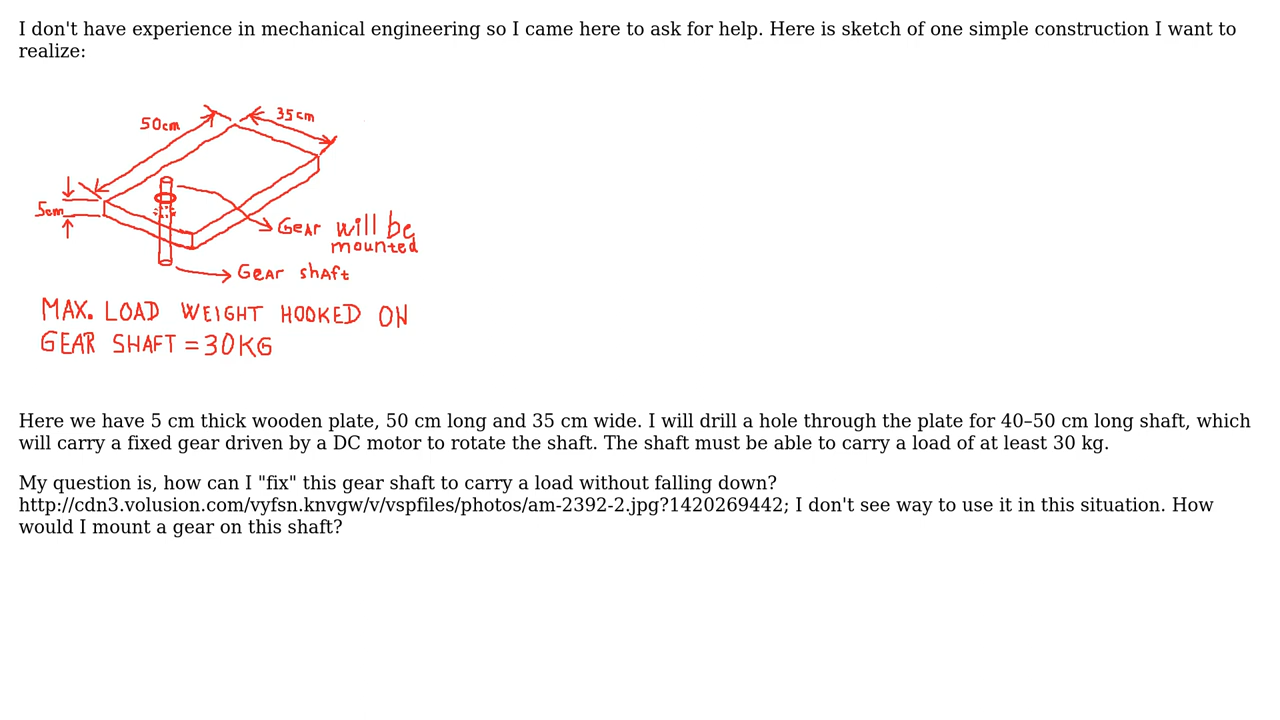 I don't have experience in mechanical engineering so I came here to ask for help. Here is sketch of one simple construction I want to
realize:
50cm
35cm
5cm
GEAR will be
mounted
GEAR shaft
MAX. LOAD WEIGHT HOOKED ON
GEAR SHAFT = 30KG
Here we have 5 cm thick wooden plate, 50 cm long and 35 cm wide. I will drill a hole through the plate for 40–50 cm long shaft, which
will carry a fixed gear driven by a DC motor to rotate the shaft. The shaft must be able to carry a load of at least 30 kg.
My question is, how can I "fix" this gear shaft to carry a load without falling down?
http://cdn3.volusion.com/vyfsn.knvgw/v/vspfiles/photos/am-2392-2.jpg?1420269442; I don't see way to use it in this situation. How
would I mount a gear on this shaft?